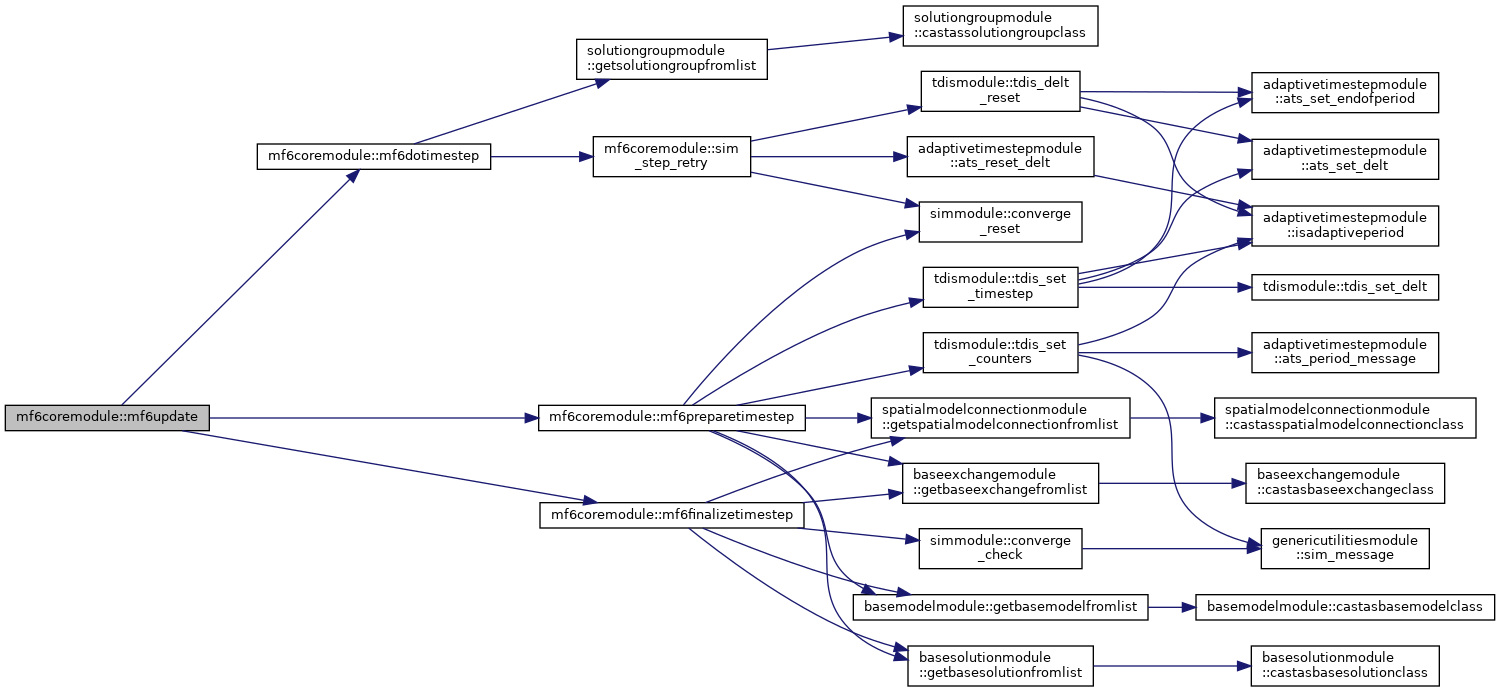 solutiongroupmodule
::castassolutiongroupclass
solutiongroupmodule
::getsolutiongroupfromlist
tdismodule::tdis_delt
_reset
adaptivetimestepmodule
::ats_set_endofperiod
mf6coremodule::mf6dotimestep
mf6coremodule::sim
_step_retry
adaptivetimestepmodule
::ats_reset_delt
adaptivetimestepmodule
::ats_set_delt
simmodule::converge
_reset
adaptivetimestepmodule
::isadaptiveperiod
tdismodule::tdis_set
_timestep
tdismodule::tdis_set_delt
tdismodule::tdis_set
_counters
adaptivetimestepmodule
::ats_period_message
mf6coremodule::mf6update
mf6coremodule::mf6preparetimestep
spatialmodelconnectionmodule
::getspatialmodelconnectionfromlist
spatialmodelconnectionmodule
::castasspatialmodelconnectionclass
baseexchangemodule
::getbaseexchangefromlist
baseexchangemodule
::castasbaseexchangeclass
mf6coremodule::mf6finalizetimestep
simmodule::converge
_check
genericutilitiesmodule
::sim_message
basemodelmodule::getbasemodelfromlist
basemodelmodule::castasbasemodelclass
basesolutionmodule
::getbasesolutionfromlist
basesolutionmodule
::castasbasesolutionclass